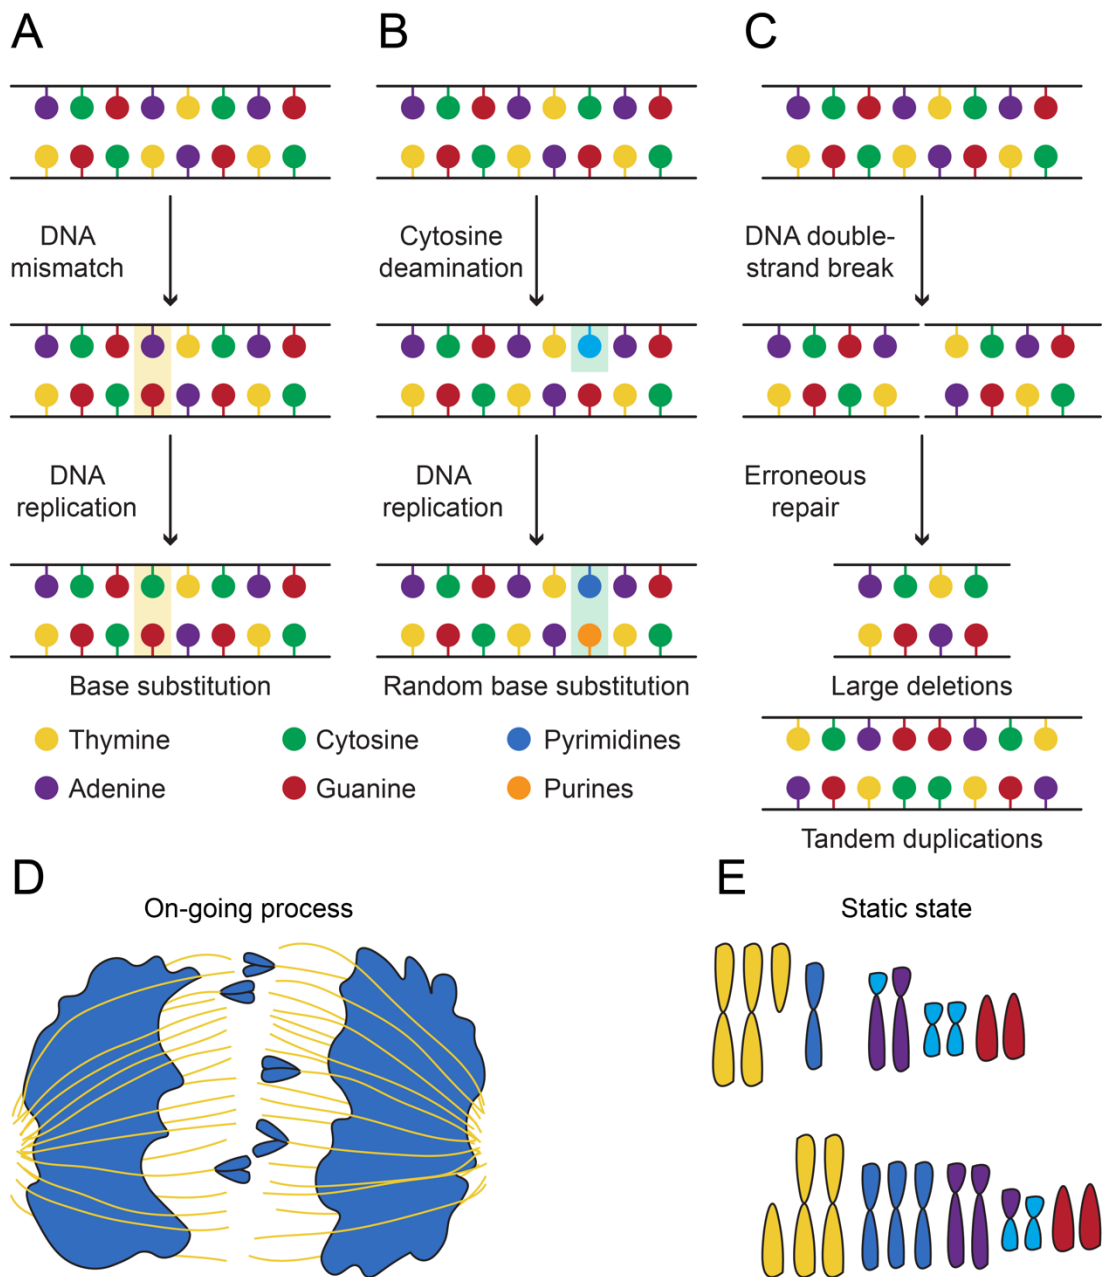 A
B
C
DNA
mismatch
Cytosine
deamination
DNA double-
strand break
DNA
replication
DNA
replication
Erroneous
repair
Base substitution
Random base substitution
Large deletions
Thymine
Cytosine
Pyrimidines
Adenine
Guanine
Purines
Tandem duplications
D
On-going process
E
Static state